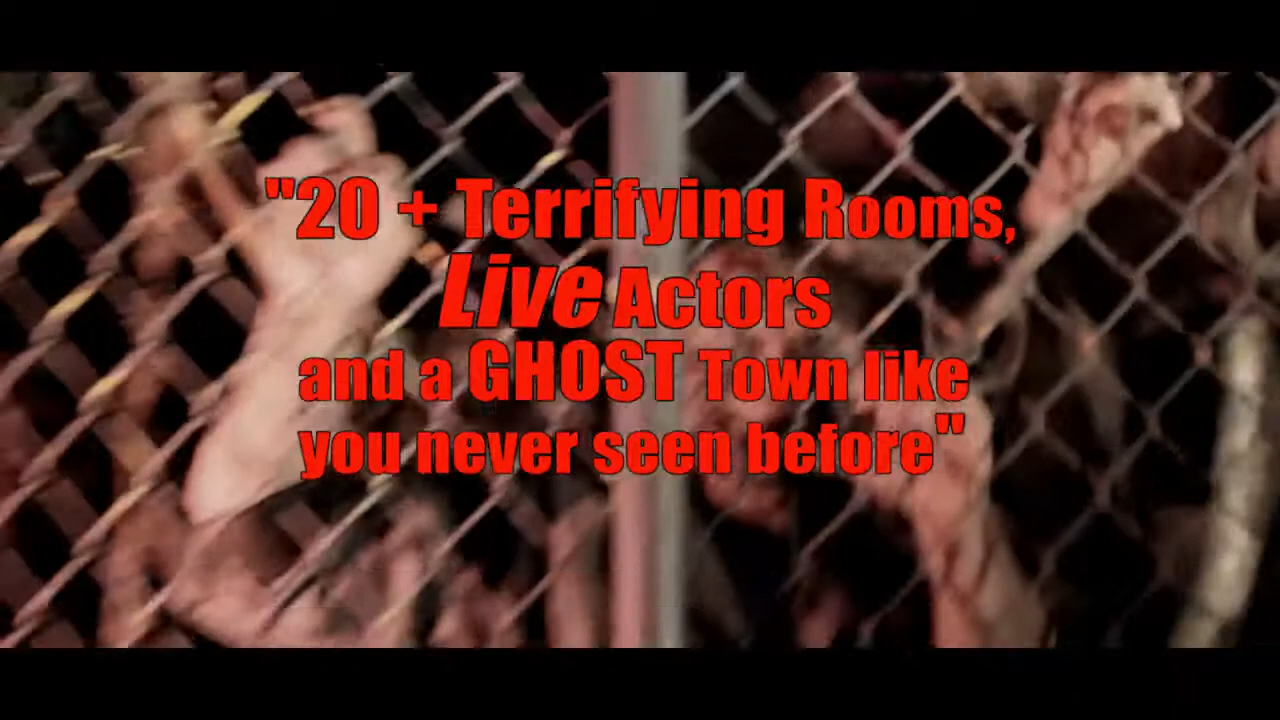 "20 + Terrifying Rooms,
Live Actors
and a GHOST Town like
you never seen before"